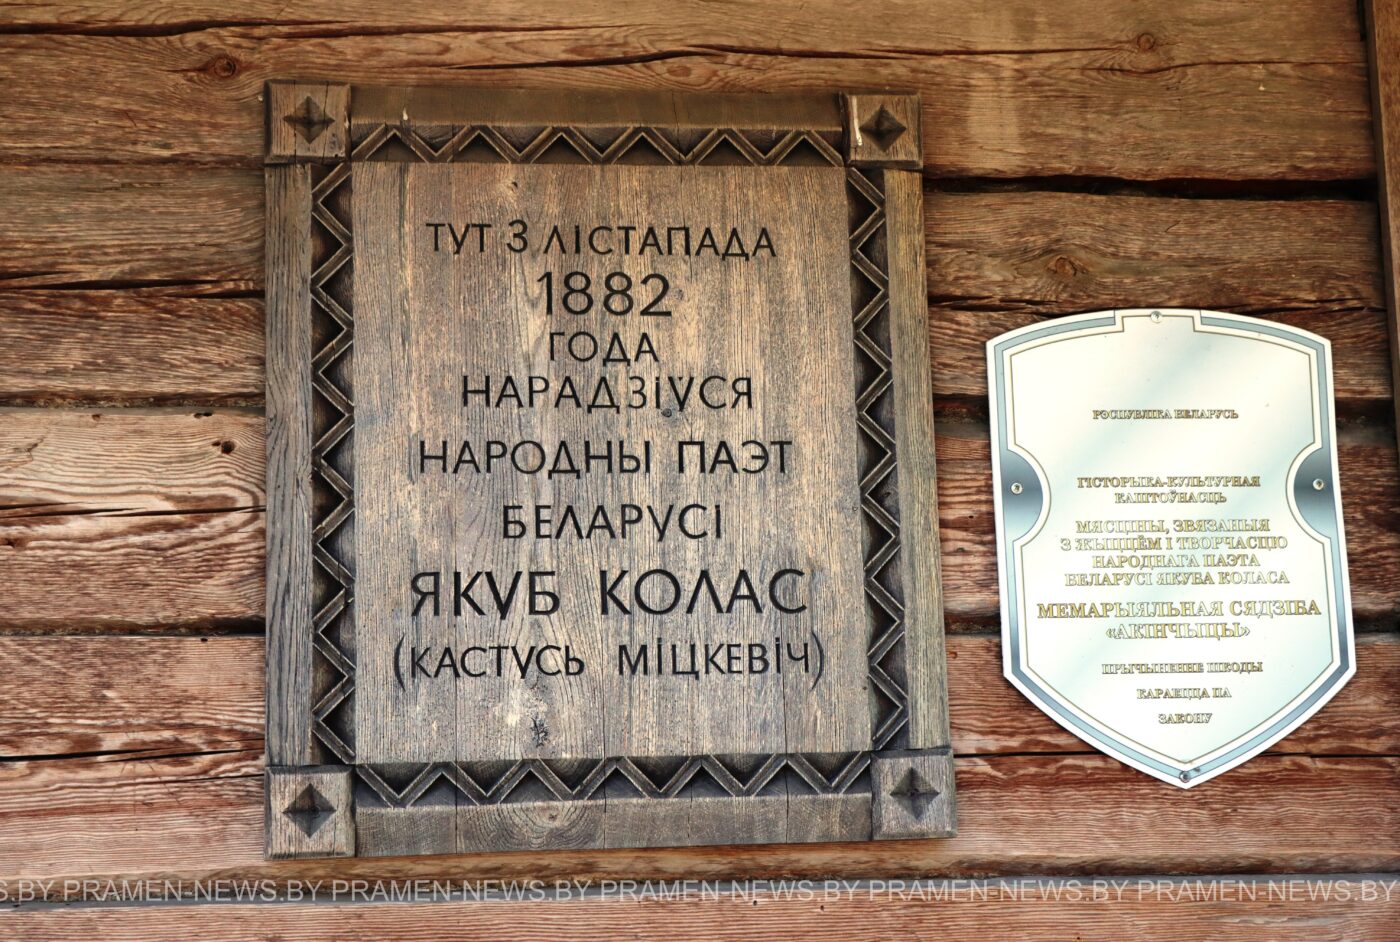 ТУТ 3 ЛІСТАПАДА
1882
ГОДА
НАРАДЗІЎСЯ
НАРОДНЫ ПАЭТ
БЕЛАРУСІ
ЯКУБ КОЛАС
(КАСТУСЬ МІЦКЕВІЧ)
РЭСПУБЛІКА БЕЛАРУСЬ
ГІСТОРЫКА-КУЛЬТУРНАЯ
КАШТОЎНАСЦЬ
МЯСЦІНЫ, ЗВЯЗАНЫЯ
З ЖЫЦЦЁМ І ТВОРЧАСЦЮ
НАРОДНАГА ПАЭТА
БЕЛАРУСІ ЯКУБА КОЛАСА
МЕМАРЫЯЛЬНАЯ СЯДЗІБА
«АКІНЧЫЦЫ»
ПРЫЧЫНЕННЕ ШКОДЫ
КАРАЕЦЦА ПА
ЗАКОНУ
S.BY PRAMEN-NEWS.BY PRAMEN-NEWS.BY PRAMEN-NEWS.BY PRAMEN-NEWS.BY PRAMEN-NEWS.BY